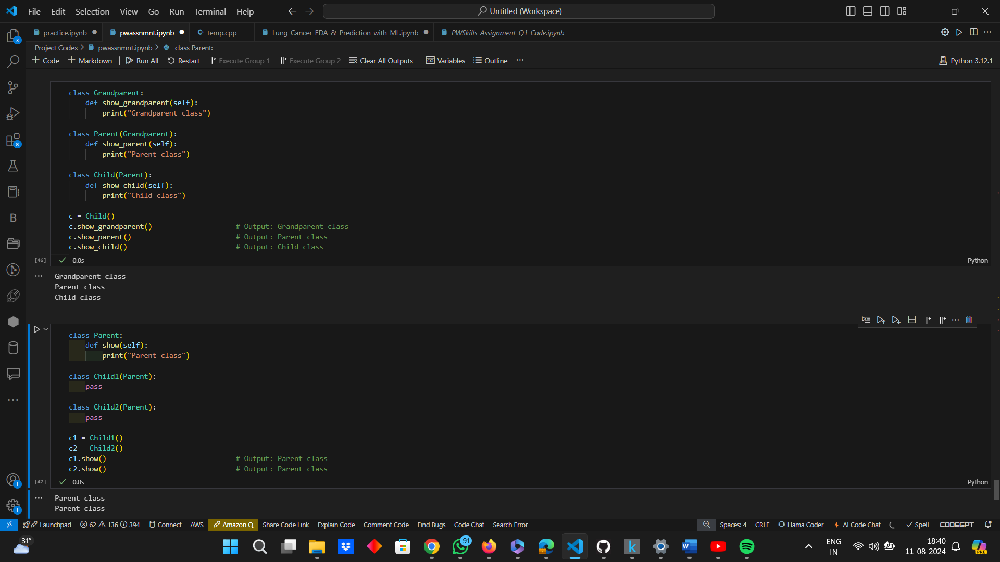 File Edit Selection View Go Run Terminal Help
Untitled (Workspace)
practice.ipynb pwassnmnt.ipynb temp.cpp Lung_Cancer_EDA_&_Prediction_with_ML.ipynb PWSkills_Assignment_Q1_Code.ipynb
Project Codes > pwassnmnt.ipynb > class Parent:
+ Code + Markdown | Run All Restart Execute Group 1 Execute Group 2 Clear All Outputs | Variables Outline ... Python 3.12.1
class Grandparent:
    def show_grandparent(self):
        print("Grandparent class")
class Parent(Grandparent):
    def show_parent(self):
        print("Parent class")
class Child(Parent):
    def show_child(self):
        print("Child class")
c = Child()
c.show_grandparent() # Output: Grandparent class
c.show_parent() # Output: Parent class
c.show_child() # Output: Child class
[46] 0.0s Python
Grandparent class
Parent class
Child class
class Parent:
    def show(self):
        print("Parent class")
class Child1(Parent):
    pass
class Child2(Parent):
    pass
c1 = Child1()
c2 = Child2()
c1.show() # Output: Parent class
c2.show() # Output: Parent class
[47] 0.0s Python
Parent class
Parent class
3
8
B
1
1
Launchpad 62 136 394 Connect AWS Amazon Q Share Code Link Explain Code Comment Code Find Bugs Code Chat Search Error Spaces: 4 CRLF Llama Coder AI Code Chat Spell CODEGPT
31°
91
k
W
ENG
IN
18:40
11-08-2024
PRE